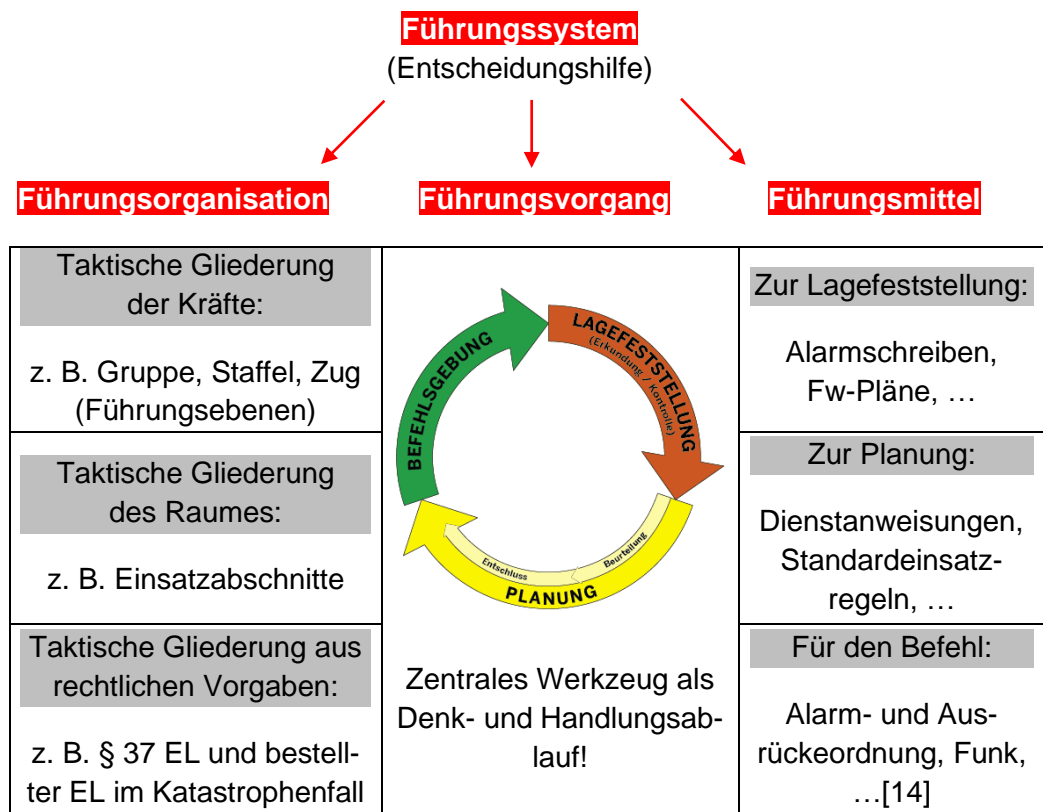 Führungssystem
(Entscheidungshilfe)
Führungsorganisation
Führungsvorgang
Führungsmittel
Taktische Gliederung
der Kräfte:
z. B. Gruppe, Staffel, Zug
(Führungsebenen)
Taktische Gliederung
des Raumes:
z. B. Einsatzabschnitte
Taktische Gliederung aus
rechtlichen Vorgaben:
z. B. § 37 EL und bestell-
ter EL im Katastrophenfall
LAGEFESTSTELLUNG
(Erkundung / Kontrolle)
Beurteilung
Entschluss
PLANUNG
BEFEHLSGEBUNG
Zentrales Werkzeug als
Denk- und Handlungsab-
lauf!
Zur Lagefeststellung:
Alarmschreiben,
Fw-Pläne, …
Zur Planung:
Dienstanweisungen,
Standardeinsatz-
regeln, …
Für den Befehl:
Alarm- und Aus-
rückeordnung, Funk,
…[14]